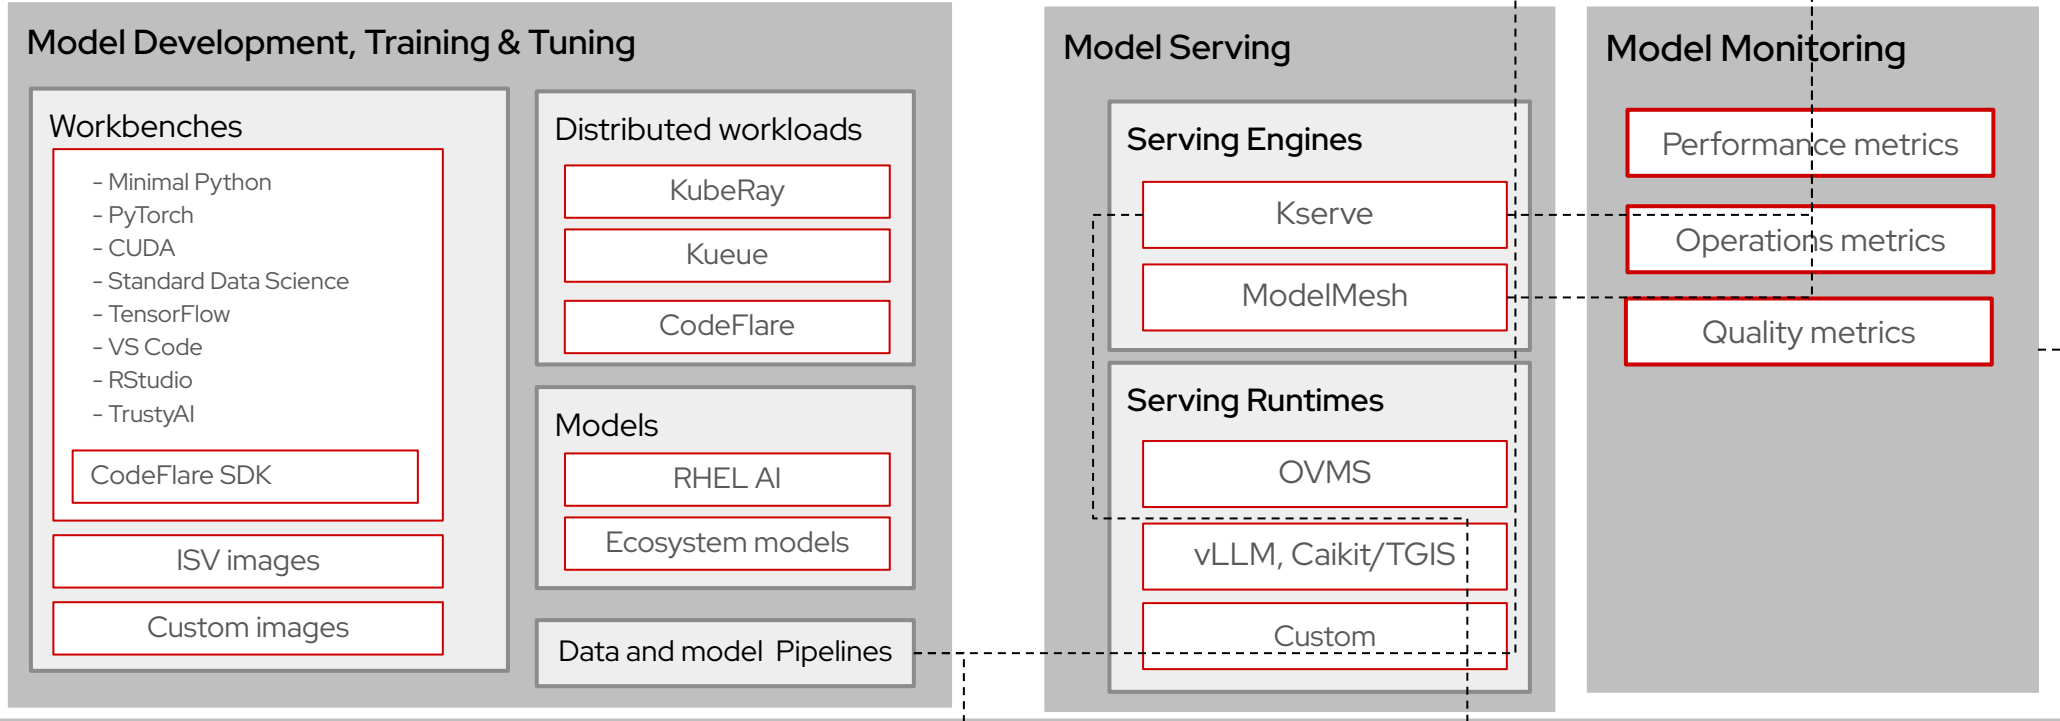 Model Development, Training & Tuning
Workbenches
- Minimal Python
- PyTorch
- CUDA
- Standard Data Science
- TensorFlow
- VS Code
- RStudio
- TrustyAI
CodeFlare SDK
ISV images
Custom images
Distributed workloads
KubeRay
Kueue
CodeFlare
Models
RHEL AI
Ecosystem models
Data and model Pipelines
Model Serving
Serving Engines
Kserve
ModelMesh
Serving Runtimes
OVMS
vLLM, Caikit/TGIS
Custom
Model Monitoring
Performance metrics
Operations metrics
Quality metrics